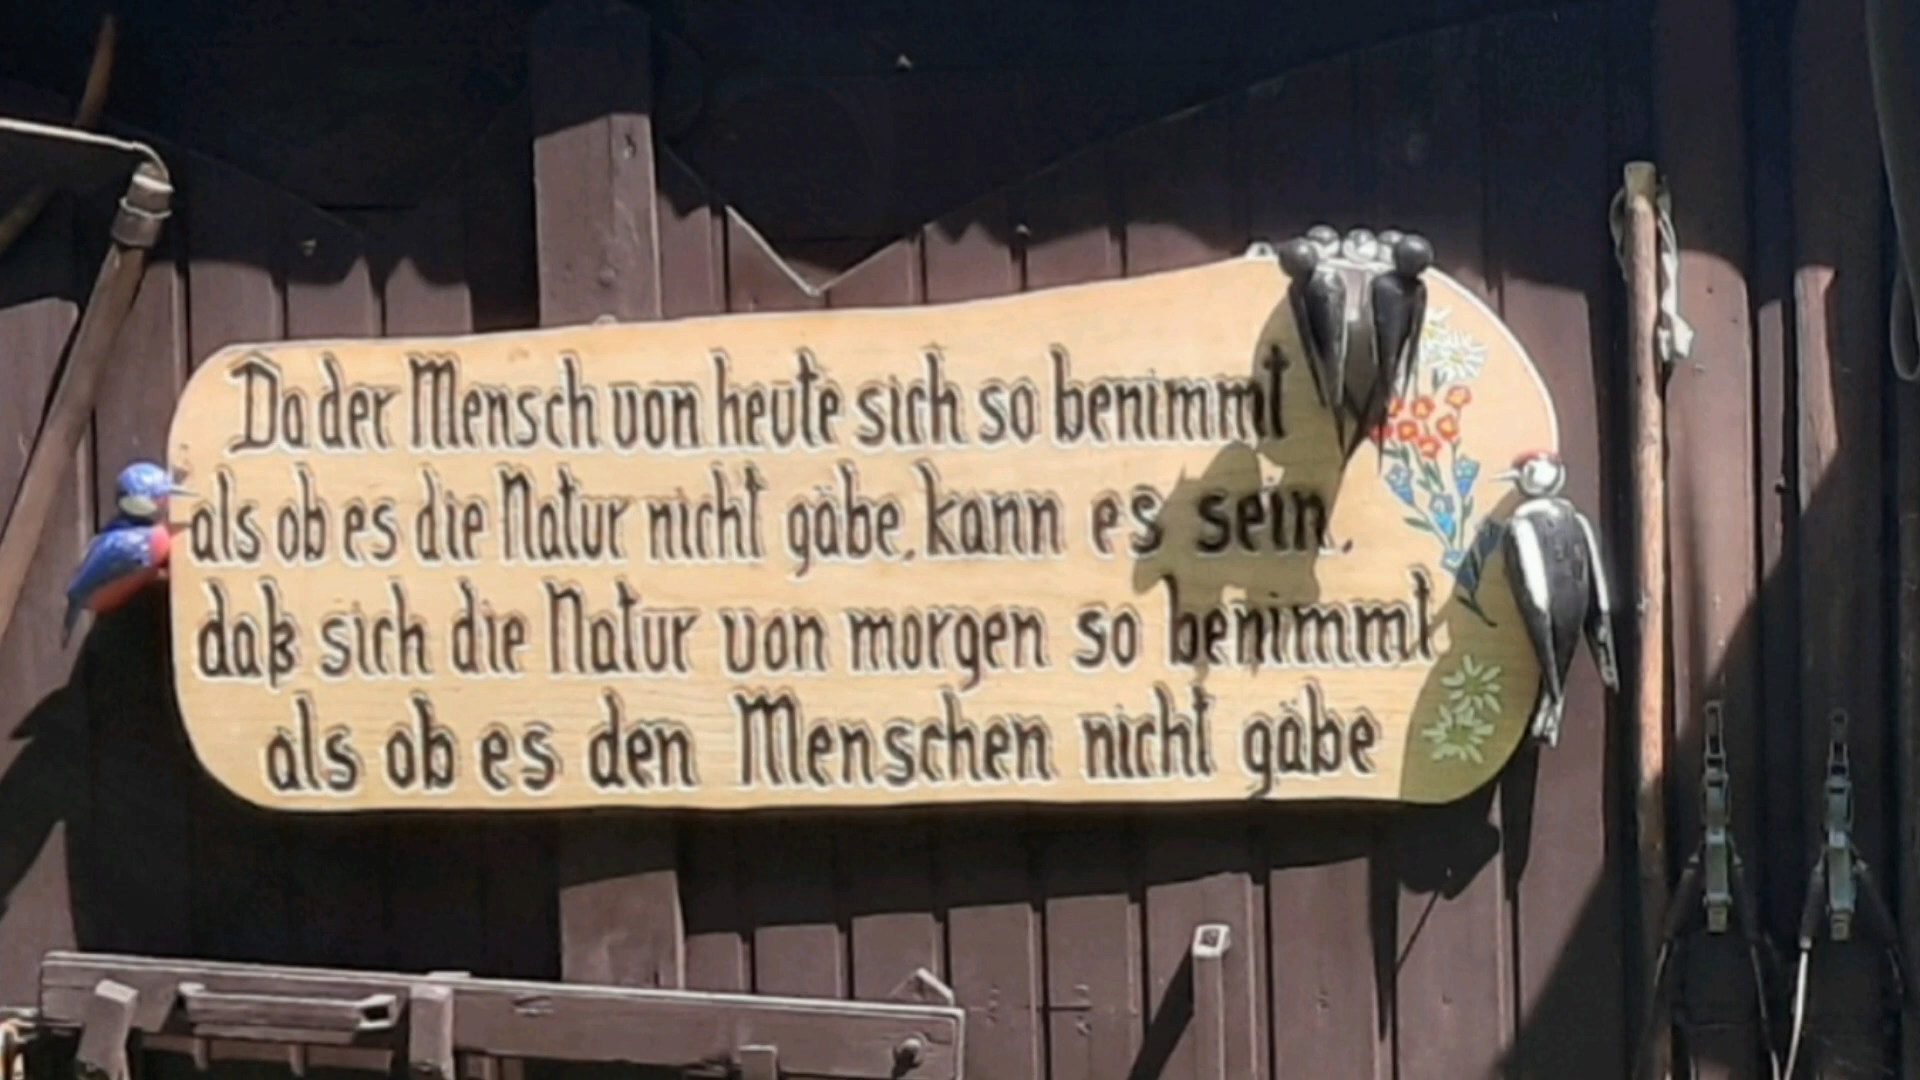 Da der Mensch von heute sich so benimmt
als ob es die Natur nicht gäbe, kann es sein,
daß sich die Natur von morgen so benimmt
als ob es den Menschen nicht gäbe